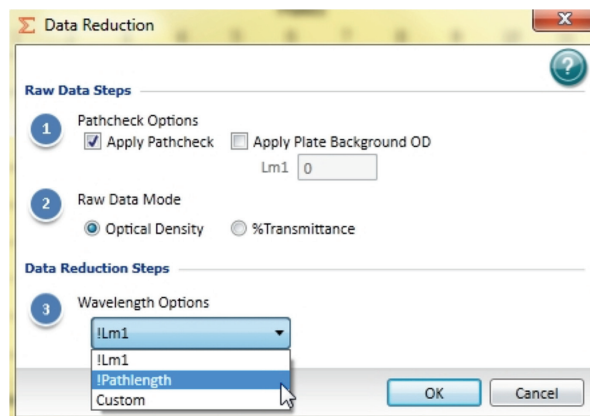 Data Reduction
x
?
Raw Data Steps
1
Pathcheck Options
Apply Pathcheck
Apply Plate Background OD
Lm1
0
2
Raw Data Mode
Optical Density
%Transmittance
Data Reduction Steps
3
Wavelength Options
!Lm1
!Lm1
!Pathlength
Custom
OK
Cancel